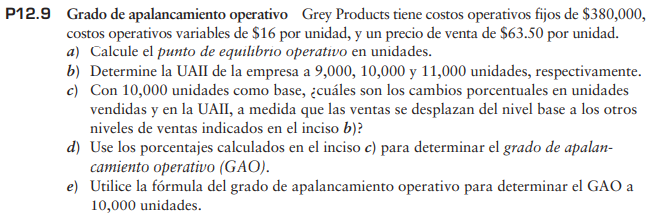 P12.9 Grado de apalancamiento operativo Grey Products tiene costos operativos fijos de $380,000,
costos operativos variables de $16 por unidad, y un precio de venta de $63.50 por unidad.
a) Calcule el punto de equilibrio operativo en unidades.
b) Determine la UAII de la empresa a 9,000, 10,000 y 11,000 unidades, respectivamente.
c) Con 10,000 unidades como base, ¿cuáles son los cambios porcentuales en unidades
vendidas y en la UAII, a medida que las ventas se desplazan del nivel base a los otros
niveles de ventas indicados en el inciso b)?
d) Use los porcentajes calculados en el inciso c) para determinar el grado de apalan-
camiento operativo (GAO).
e) Utilice la fórmula del grado de apalancamiento operativo para determinar el GAO a
10,000 unidades.